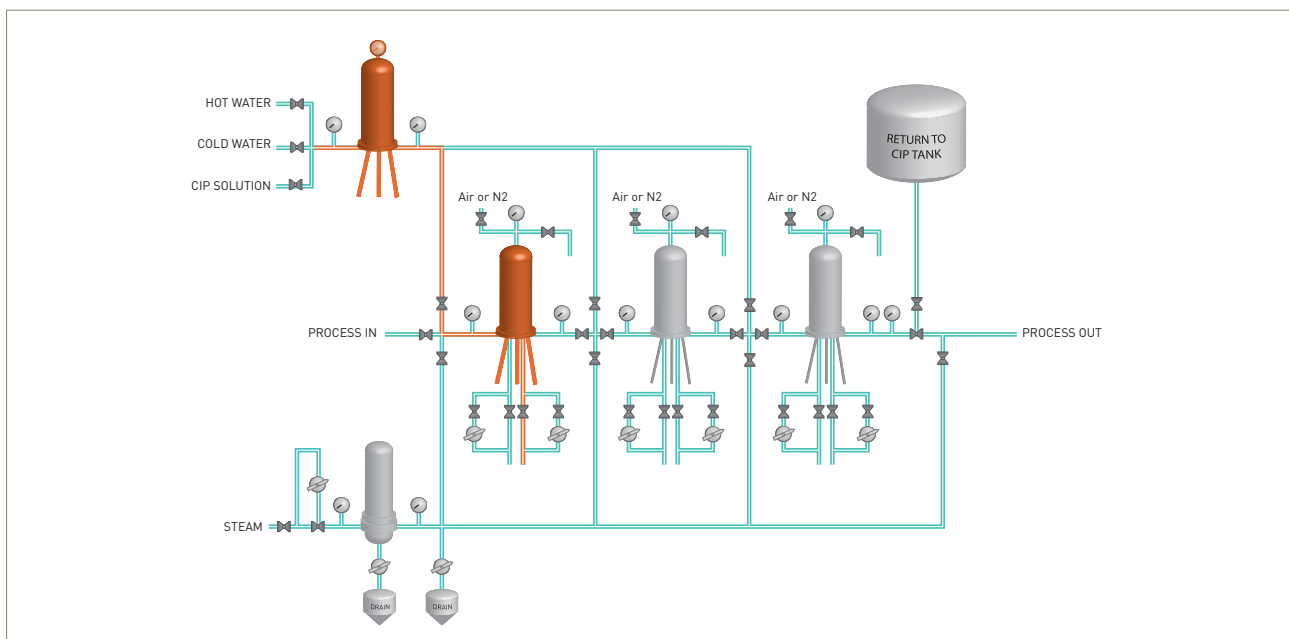 HOT WATER
COLD WATER
CIP SOLUTION
RETURN TO
CIP TANK
Air or N2
Air or N2
Air or N2
PROCESS IN
PROCESS OUT
STEAM
DRAIN
DRAIN